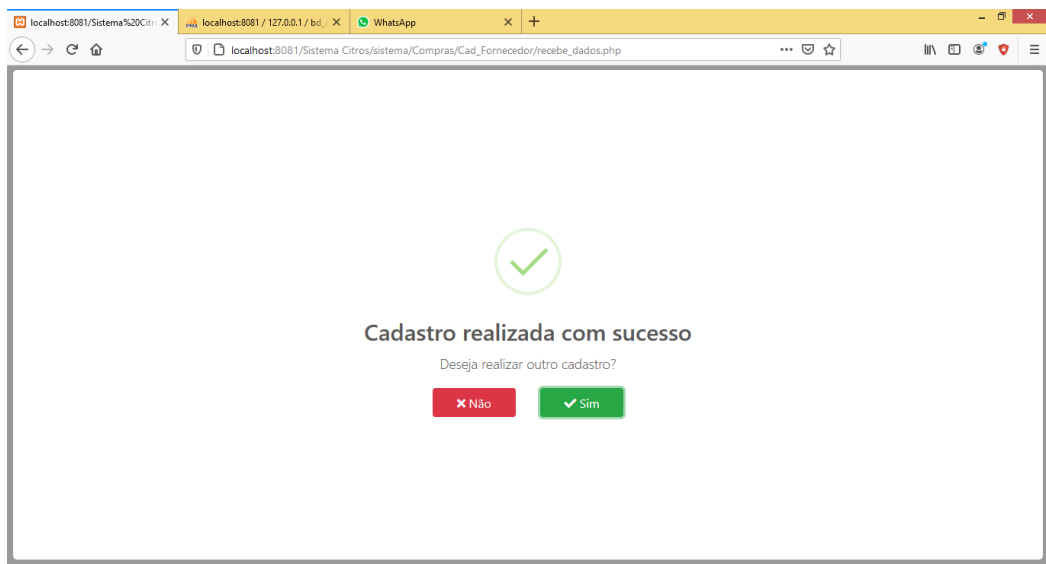 localhost:8081/Sistema%20Citr
localhost:8081 / 127.0.0.1 / bd_
WhatsApp
localhost:8081/Sistema Citros/sistema/Compras/Cad_Fornecedor/recebe_dados.php
Cadastro realizada com sucesso
Deseja realizar outro cadastro?
Não
Sim